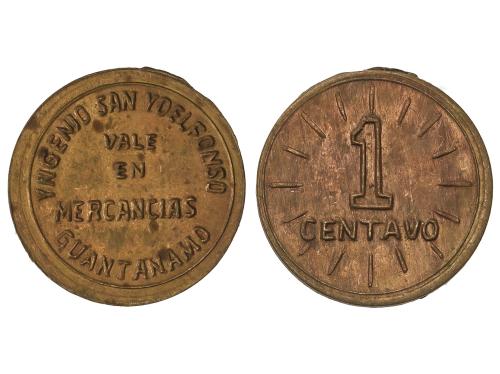 YNGENIO SAN YDELFONSO
VALE
EN
MERCANCIAS
GUANTANAMO
1
CENTAVO